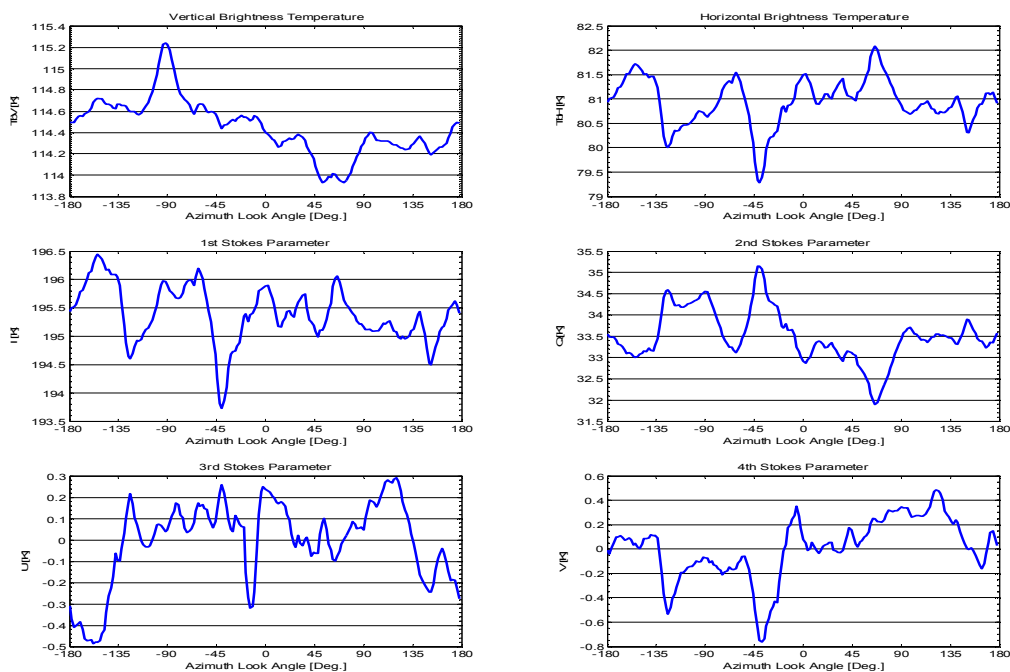 Vertical Brightness Temperature
115.4
115.2
115
114.8
114.6
114.4
114.2
114
113.8
-180 -135 -90 -45 0 45 90 135 180
Azimuth Look Angle [Deg.]
Horizontal Brightness Temperature
82.5
82
81.5
81
80.5
80
79.5
79
-180 -135 -90 -45 0 45 90 135 180
Azimuth Look Angle [Deg.]
1st Stokes Parameter
196.5
196
195.5
195
194.5
194
193.5
I [K]
-180 -135 -90 -45 0 45 90 135 180
Azimuth Look Angle [Deg.]
2nd Stokes Parameter
35.5
35
34.5
34
33.5
33
32.5
32
31.5
Q[K]
-180 -135 -90 -45 0 45 90 135 180
Azimuth Look Angle [Deg.]
3rd Stokes Parameter
0.3
0.2
0.1
0
-0.1
-0.2
-0.3
-0.4
-0.5
U[K]
-180 -135 -90 -45 0 45 90 135 180
Azimuth Look Angle [Deg.]
4th Stokes Parameter
0.6
0.4
0.2
0
-0.2
-0.4
-0.6
-0.8
V[K]
-180 -135 -90 -45 0 45 90 135 180
Azimuth Look Angle [Deg.]